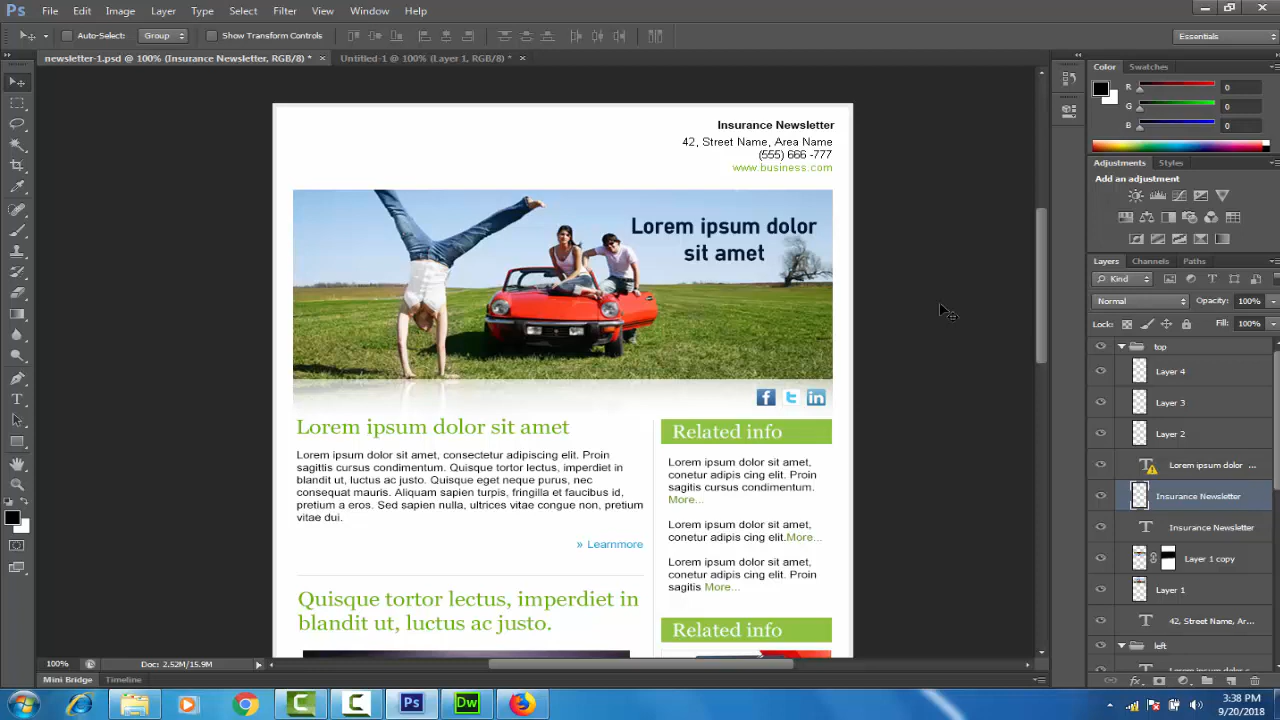 Ps File Edit Image Layer Type Select Filter View Window Help
Auto-Select: Group Show Transform Controls Essentials
newsletter-1.psd @ 100% (Insurance Newsletter, RGB/8) * × Untitled-1 @ 100% (Layer 1, RGB/8) * ×
Color Swatches
R 0
G 0
B 0
Adjustments Styles
Add an adjustment
Layers Channels Paths
Kind
Normal Opacity: 100%
Lock: Fill: 100%
top
Layer 4
Layer 3
Layer 2
Lorem ipsum dolor ...
Insurance Newsletter
Insurance Newsletter
Layer 1 copy
Layer 1
42, Street Name, Ar...
left
Insurance Newsletter
42, Street Name, Area Name
(555) 666 -777
www.business.com
Lorem ipsum dolor
sit amet
f t in
Lorem ipsum dolor sit amet
Lorem ipsum dolor sit amet, consectetur adipiscing elit. Proin
sagittis cursus condimentum. Quisque tortor lectus, imperdiet in
blandit ut, luctus ac justo. Quisque eget neque purus, nec
consequat mauris. Aliquam sapien turpis, fringilla et faucibus id,
pretium a eros. Sed sapien nulla, ultrices vitae congue non, pretium
vitae dui.
» Learnmore
Quisque tortor lectus, imperdiet in
blandit ut, luctus ac justo.
Related info
Lorem ipsum dolor sit amet,
conetur adipis cing elit. Proin
sagittis cursus condimentum.
More...
Lorem ipsum dolor sit amet,
conetur adipis cing elit.More...
Lorem ipsum dolor sit amet,
conetur adipis cing elit. Proin
sagitis More...
Related info
100% Doc: 2.52M/15.9M
Mini Bridge Timeline
Ps Dw
3:38 PM
9/20/2018